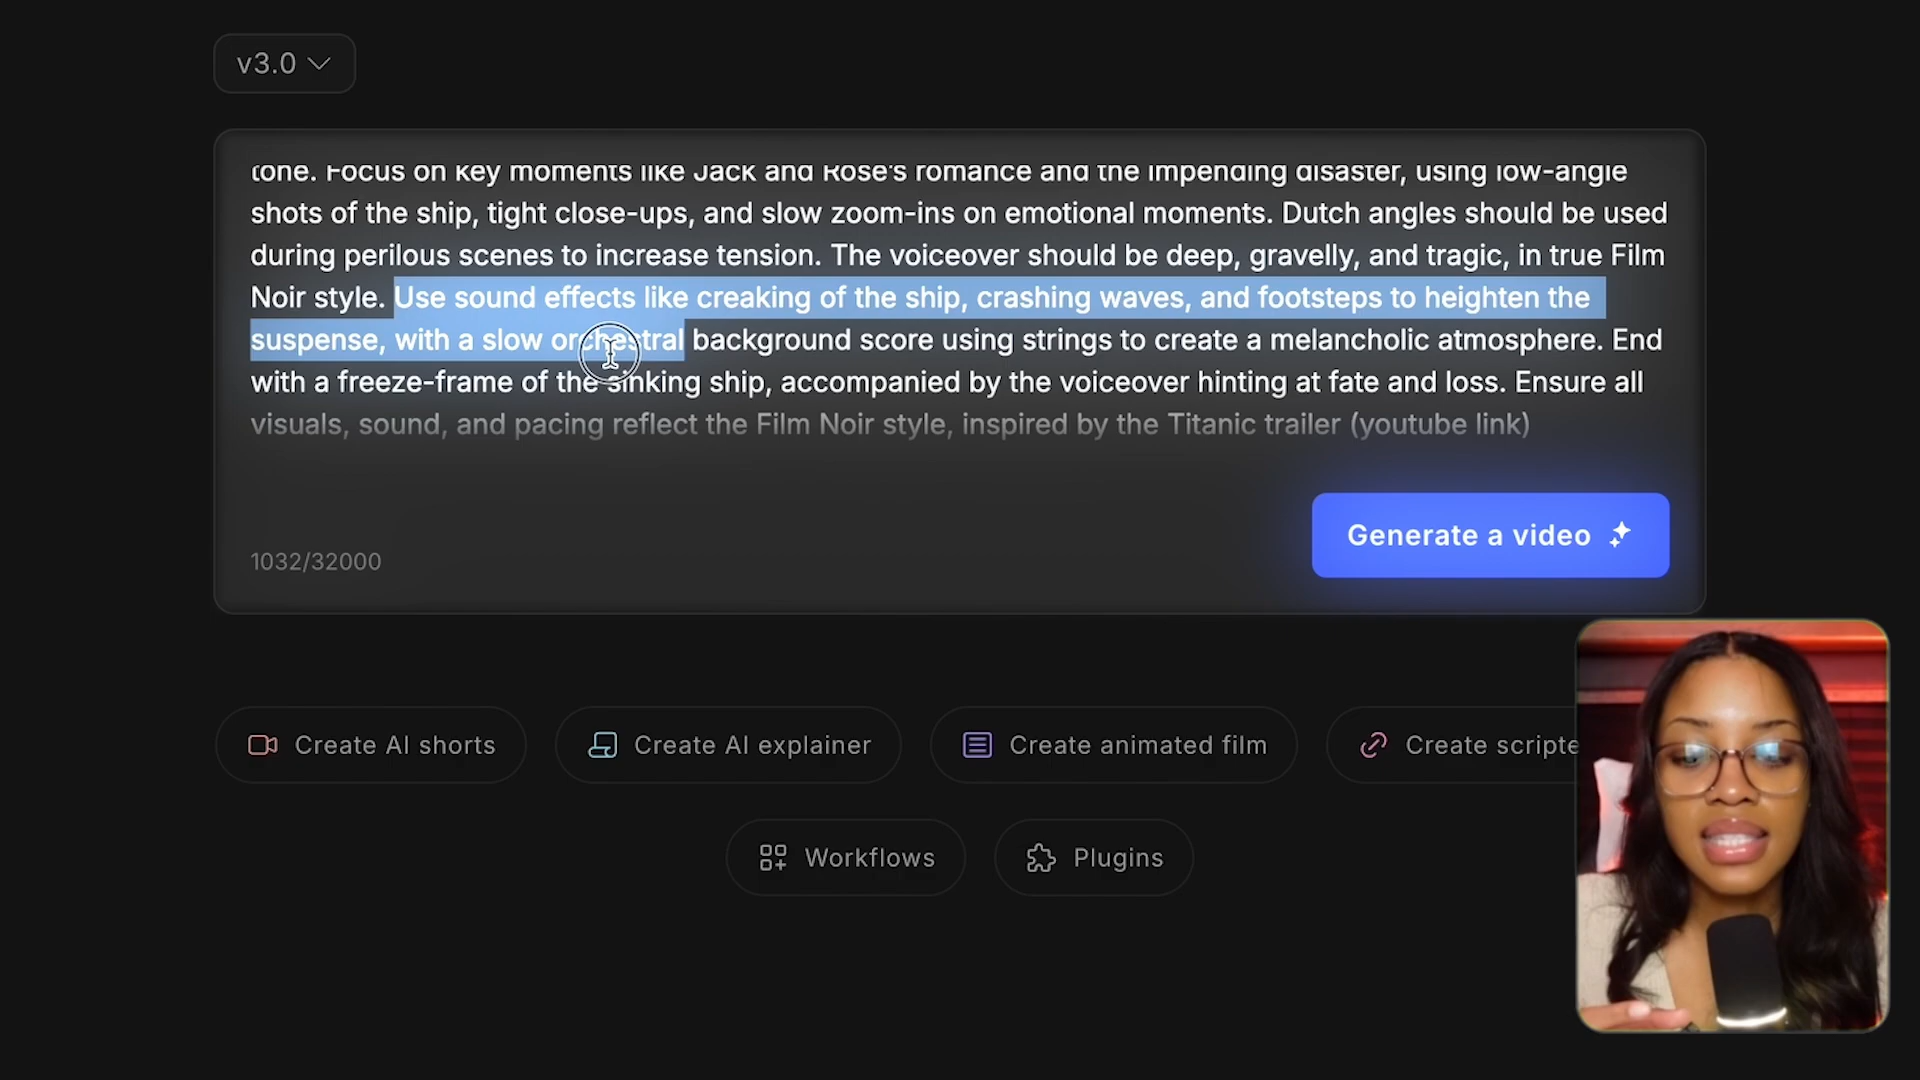 v3.0
tone. Focus on key moments like Jack and Rose's romance and the impending disaster, using low-angle
shots of the ship, tight close-ups, and slow zoom-ins on emotional moments. Dutch angles should be used
during perilous scenes to increase tension. The voiceover should be deep, gravelly, and tragic, in true Film
Noir style. Use sound effects like creaking of the ship, crashing waves, and footsteps to heighten the
suspense, with a slow orchestral background score using strings to create a melancholic atmosphere. End
with a freeze-frame of the sinking ship, accompanied by the voiceover hinting at fate and loss. Ensure all
visuals, sound, and pacing reflect the Film Noir style, inspired by the Titanic trailer (youtube link)
Generate a video
1032/32000
Create AI shorts
Create AI explainer
Create animated film
Create scripte
Workflows
Plugins